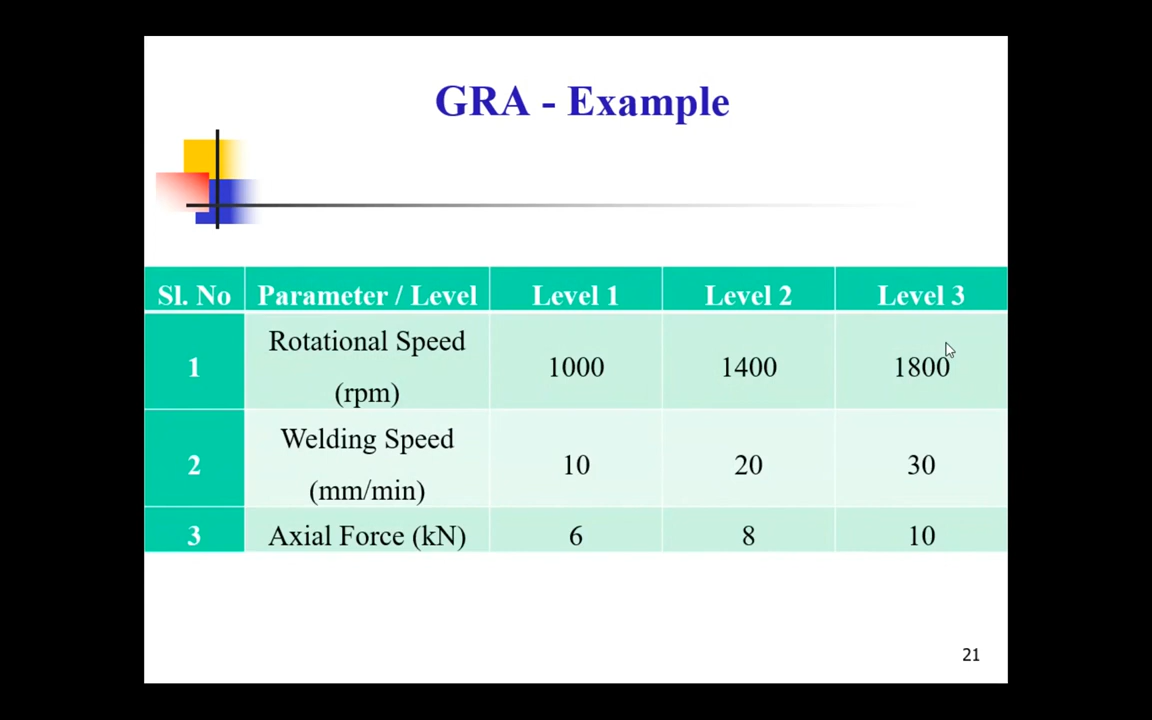 GRA - Example
Sl. No Parameter / Level Level 1 Level 2 Level 3
1 Rotational Speed (rpm) 1000 1400 1800
2 Welding Speed (mm/min) 10 20 30
3 Axial Force (kN) 6 8 10
21